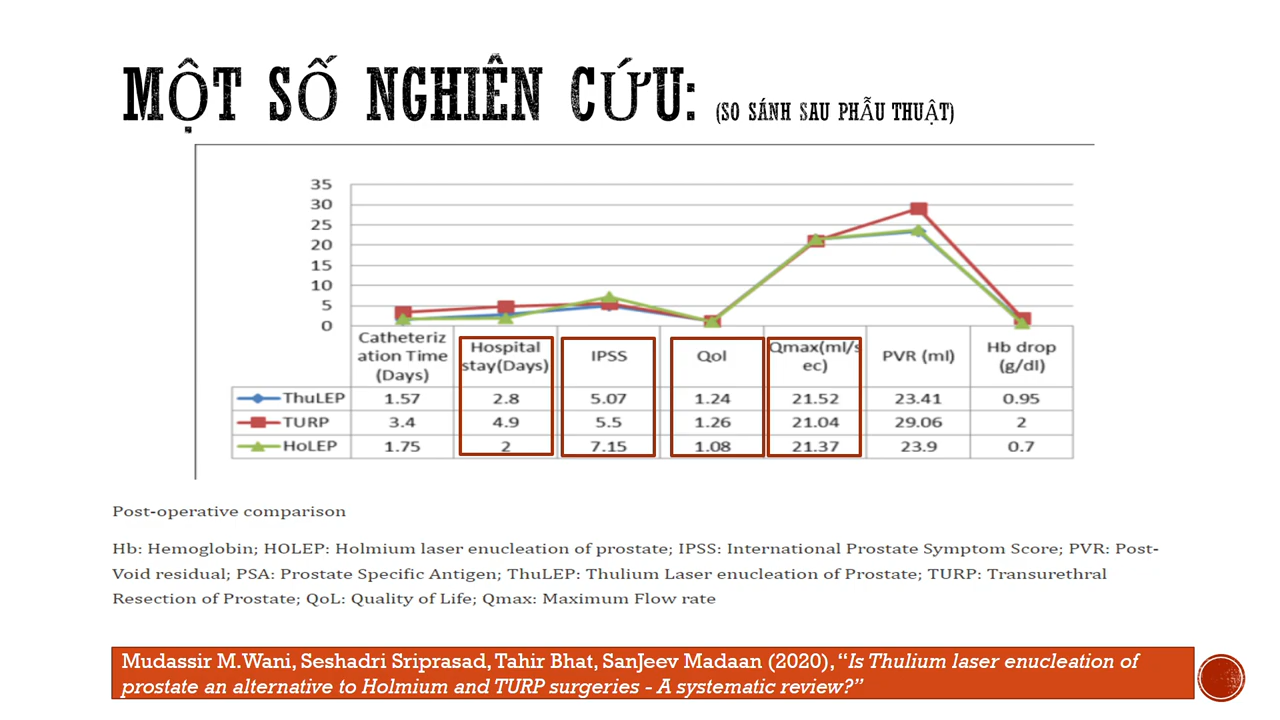 MỘT SỐ NGHIÊN CỨU: (SO SÁNH SAU PHẪU THUẬT)
35
30
25
20
15
10
5
0
Catheteriz
ation Time
(Days)
Hospital
stay(Days)
IPSS
Qol
Qmax(ml/s
ec)
PVR (ml)
Hb drop
(g/dl)
ThuLEP 1.57 2.8 5.07 1.24 21.52 23.41 0.95
TURP 3.4 4.9 5.5 1.26 21.04 29.06 2
HoLEP 1.75 2 7.15 1.08 21.37 23.9 0.7
Post-operative comparison
Hb: Hemoglobin; HOLEP: Holmium laser enucleation of prostate; IPSS: International Prostate Symptom Score; PVR: Post-
Void residual; PSA: Prostate Specific Antigen; ThuLEP: Thulium Laser enucleation of Prostate; TURP: Transurethral
Resection of Prostate; QoL: Quality of Life; Qmax: Maximum Flow rate
Mudassir M.Wani, Seshadri Sriprasad, Tahir Bhat, SanJeev Madaan (2020), “Is Thulium laser enucleation of
prostate an alternative to Holmium and TURP surgeries - A systematic review?”